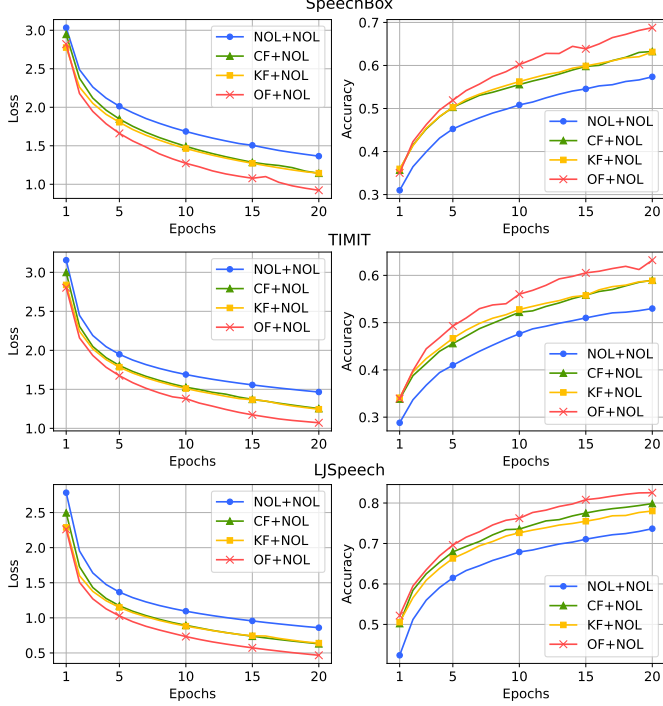 SpeechBox
3.0
2.5
2.0
1.5
1.0
Loss
1
5
10
15
20
Epochs
NOL+NOL
CF+NOL
KF+NOL
OF+NOL
0.7
0.6
0.5
0.4
0.3
Accuracy
1
5
10
15
20
Epochs
NOL+NOL
CF+NOL
KF+NOL
OF+NOL
TIMIT
3.0
2.5
2.0
1.5
1.0
Loss
1
5
10
15
20
Epochs
NOL+NOL
CF+NOL
KF+NOL
OF+NOL
0.6
0.5
0.4
0.3
Accuracy
1
5
10
15
20
Epochs
NOL+NOL
CF+NOL
KF+NOL
OF+NOL
LJSpeech
2.5
2.0
1.5
1.0
0.5
Loss
1
5
10
15
20
Epochs
NOL+NOL
CF+NOL
KF+NOL
OF+NOL
0.8
0.7
0.6
0.5
Accuracy
1
5
10
15
20
Epochs
NOL+NOL
CF+NOL
KF+NOL
OF+NOL